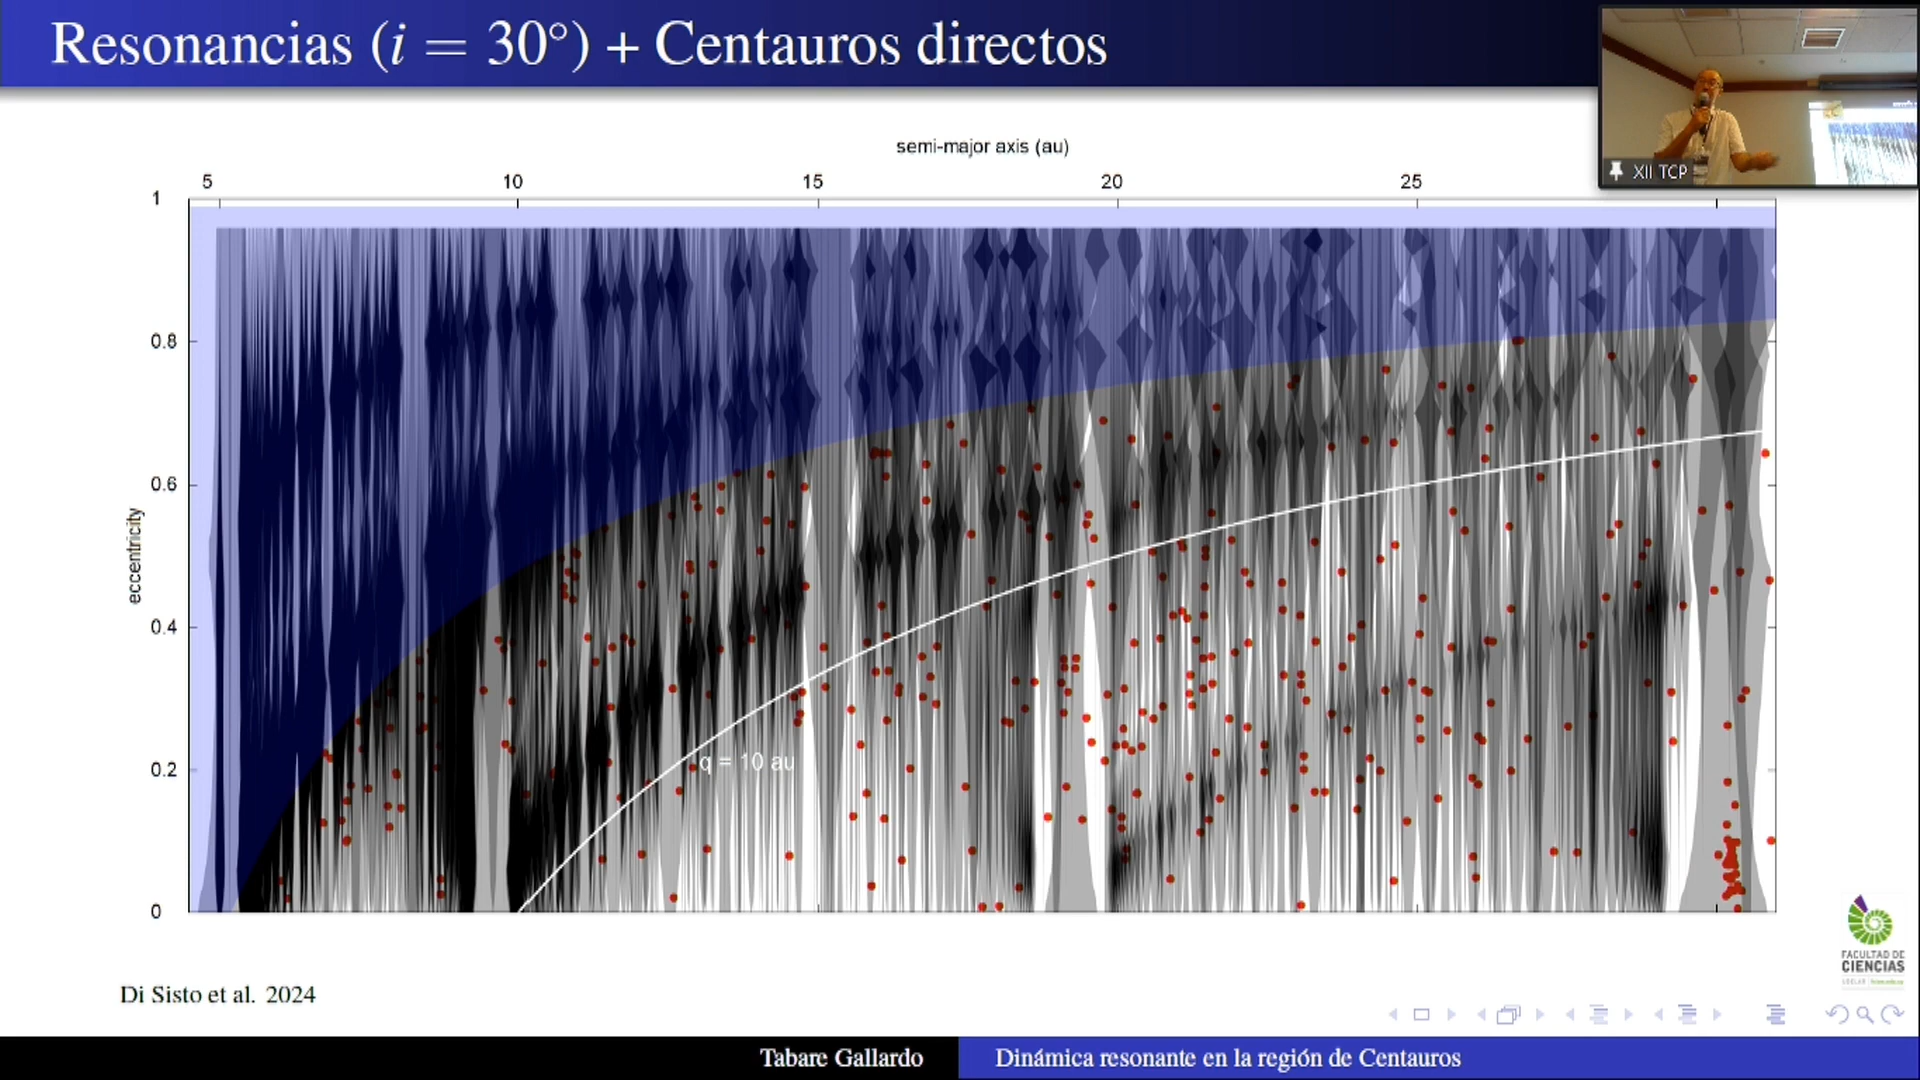 Resonancias (i = 30°) + Centauros directos
XII TCP
semi-major axis (au)
5 10 15 20 25
1
0.8
0.6
0.4
0.2
0
eccentricity
q = 10 au
FACULTAD DE
CIENCIAS
Di Sisto et al. 2024
Tabare Gallardo
Dinámica resonante en la región de Centauros